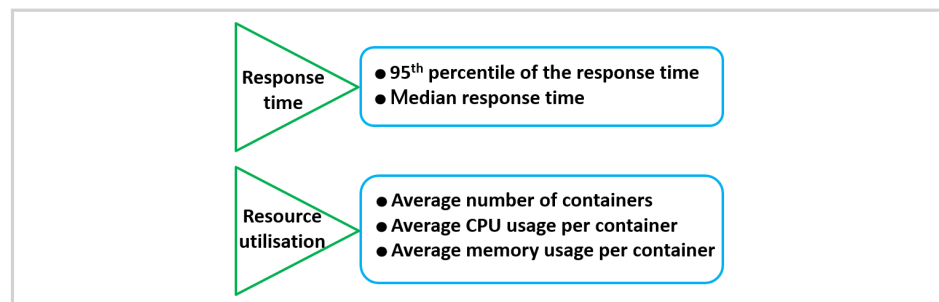 Response
time
● 95th percentile of the response time
● Median response time
Resource
utilisation
● Average number of containers
● Average CPU usage per container
● Average memory usage per container